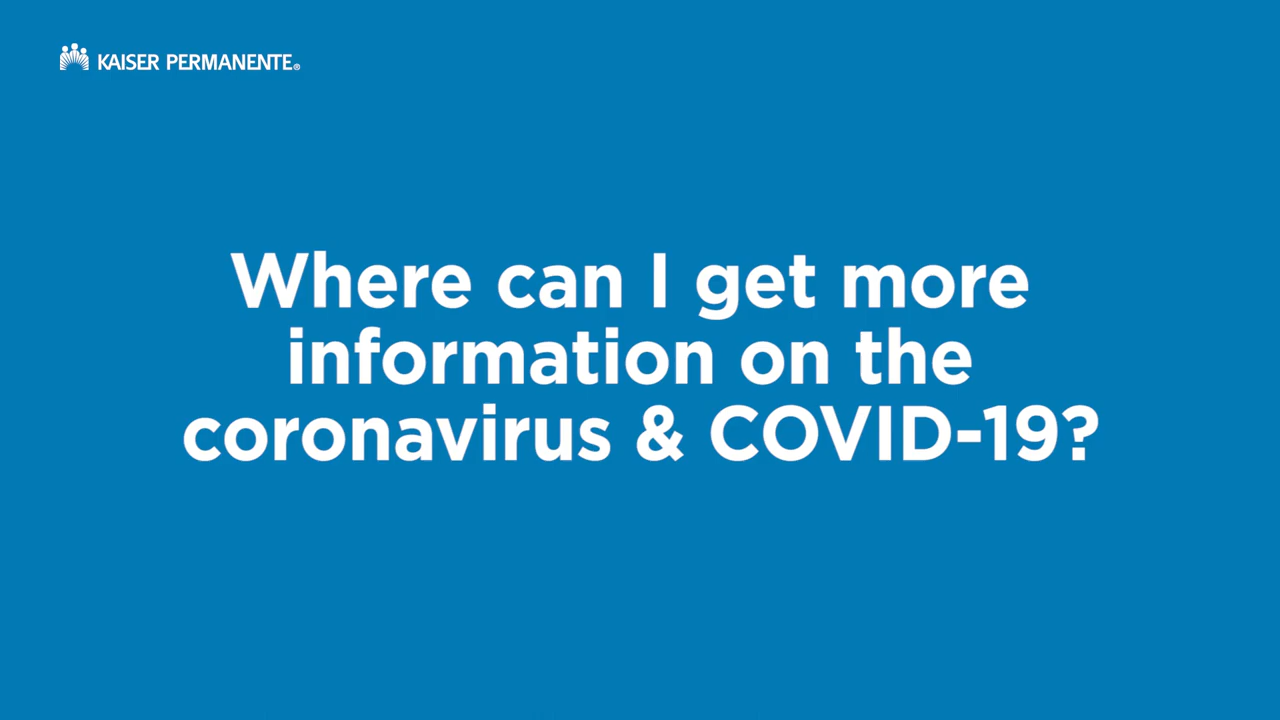 KAISER PERMANENTE®
Where can I get more
information on the
coronavirus & COVID-19?